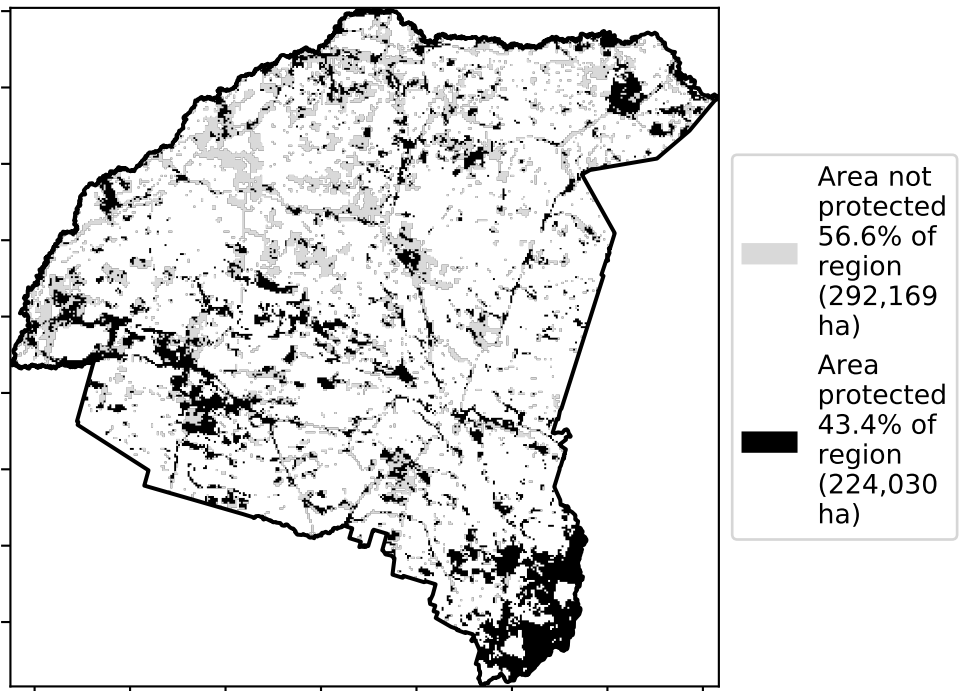 Area not
protected
56.6% of
region
(292,169
ha)
Area
protected
43.4% of
region
(224,030
ha)